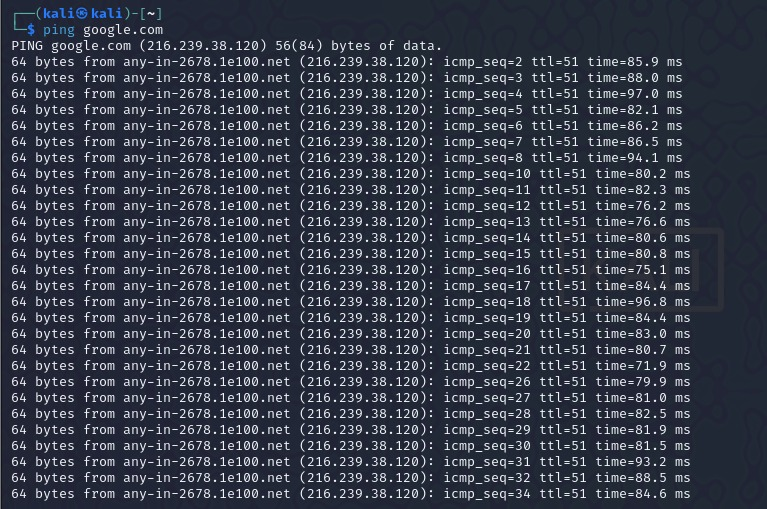 ┌──(kali㉿kali)-[~]
└─$ ping google.com
PING google.com (216.239.38.120) 56(84) bytes of data.
64 bytes from any-in-2678.1e100.net (216.239.38.120): icmp_seq=2 ttl=51 time=85.9 ms
64 bytes from any-in-2678.1e100.net (216.239.38.120): icmp_seq=3 ttl=51 time=88.0 ms
64 bytes from any-in-2678.1e100.net (216.239.38.120): icmp_seq=4 ttl=51 time=97.0 ms
64 bytes from any-in-2678.1e100.net (216.239.38.120): icmp_seq=5 ttl=51 time=82.1 ms
64 bytes from any-in-2678.1e100.net (216.239.38.120): icmp_seq=6 ttl=51 time=86.2 ms
64 bytes from any-in-2678.1e100.net (216.239.38.120): icmp_seq=7 ttl=51 time=86.5 ms
64 bytes from any-in-2678.1e100.net (216.239.38.120): icmp_seq=8 ttl=51 time=94.1 ms
64 bytes from any-in-2678.1e100.net (216.239.38.120): icmp_seq=10 ttl=51 time=80.2 ms
64 bytes from any-in-2678.1e100.net (216.239.38.120): icmp_seq=11 ttl=51 time=82.3 ms
64 bytes from any-in-2678.1e100.net (216.239.38.120): icmp_seq=12 ttl=51 time=76.2 ms
64 bytes from any-in-2678.1e100.net (216.239.38.120): icmp_seq=13 ttl=51 time=76.6 ms
64 bytes from any-in-2678.1e100.net (216.239.38.120): icmp_seq=14 ttl=51 time=80.6 ms
64 bytes from any-in-2678.1e100.net (216.239.38.120): icmp_seq=15 ttl=51 time=80.8 ms
64 bytes from any-in-2678.1e100.net (216.239.38.120): icmp_seq=16 ttl=51 time=75.1 ms
64 bytes from any-in-2678.1e100.net (216.239.38.120): icmp_seq=17 ttl=51 time=84.4 ms
64 bytes from any-in-2678.1e100.net (216.239.38.120): icmp_seq=18 ttl=51 time=96.8 ms
64 bytes from any-in-2678.1e100.net (216.239.38.120): icmp_seq=19 ttl=51 time=84.4 ms
64 bytes from any-in-2678.1e100.net (216.239.38.120): icmp_seq=20 ttl=51 time=83.0 ms
64 bytes from any-in-2678.1e100.net (216.239.38.120): icmp_seq=21 ttl=51 time=80.7 ms
64 bytes from any-in-2678.1e100.net (216.239.38.120): icmp_seq=22 ttl=51 time=71.9 ms
64 bytes from any-in-2678.1e100.net (216.239.38.120): icmp_seq=26 ttl=51 time=79.9 ms
64 bytes from any-in-2678.1e100.net (216.239.38.120): icmp_seq=27 ttl=51 time=81.0 ms
64 bytes from any-in-2678.1e100.net (216.239.38.120): icmp_seq=28 ttl=51 time=82.5 ms
64 bytes from any-in-2678.1e100.net (216.239.38.120): icmp_seq=29 ttl=51 time=81.9 ms
64 bytes from any-in-2678.1e100.net (216.239.38.120): icmp_seq=30 ttl=51 time=81.5 ms
64 bytes from any-in-2678.1e100.net (216.239.38.120): icmp_seq=31 ttl=51 time=93.2 ms
64 bytes from any-in-2678.1e100.net (216.239.38.120): icmp_seq=32 ttl=51 time=88.5 ms
64 bytes from any-in-2678.1e100.net (216.239.38.120): icmp_seq=34 ttl=51 time=84.6 ms